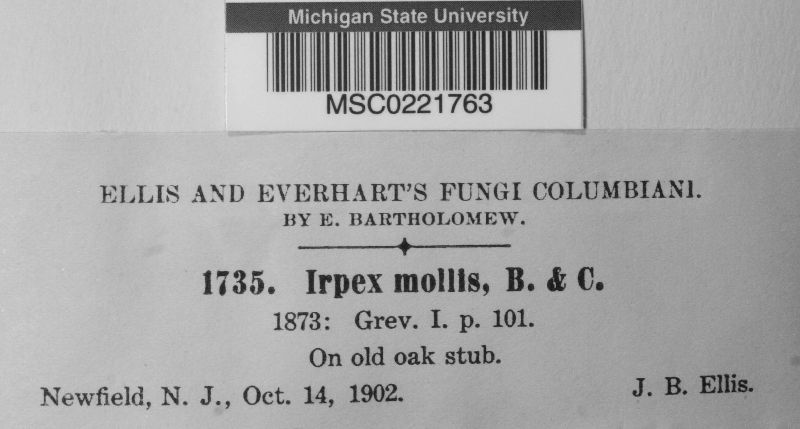 Michigan State University
MSC0221763
ELLIS AND EVERHART'S FUNGI COLUMBIANI.
BY E. BARTHOLOMEW.
1735. Irpex mollis, B. & C.
1873: Grev. I. p. 101.
On old oak stub.
Newfield, N. J., Oct. 14, 1902. J. B. Ellis.